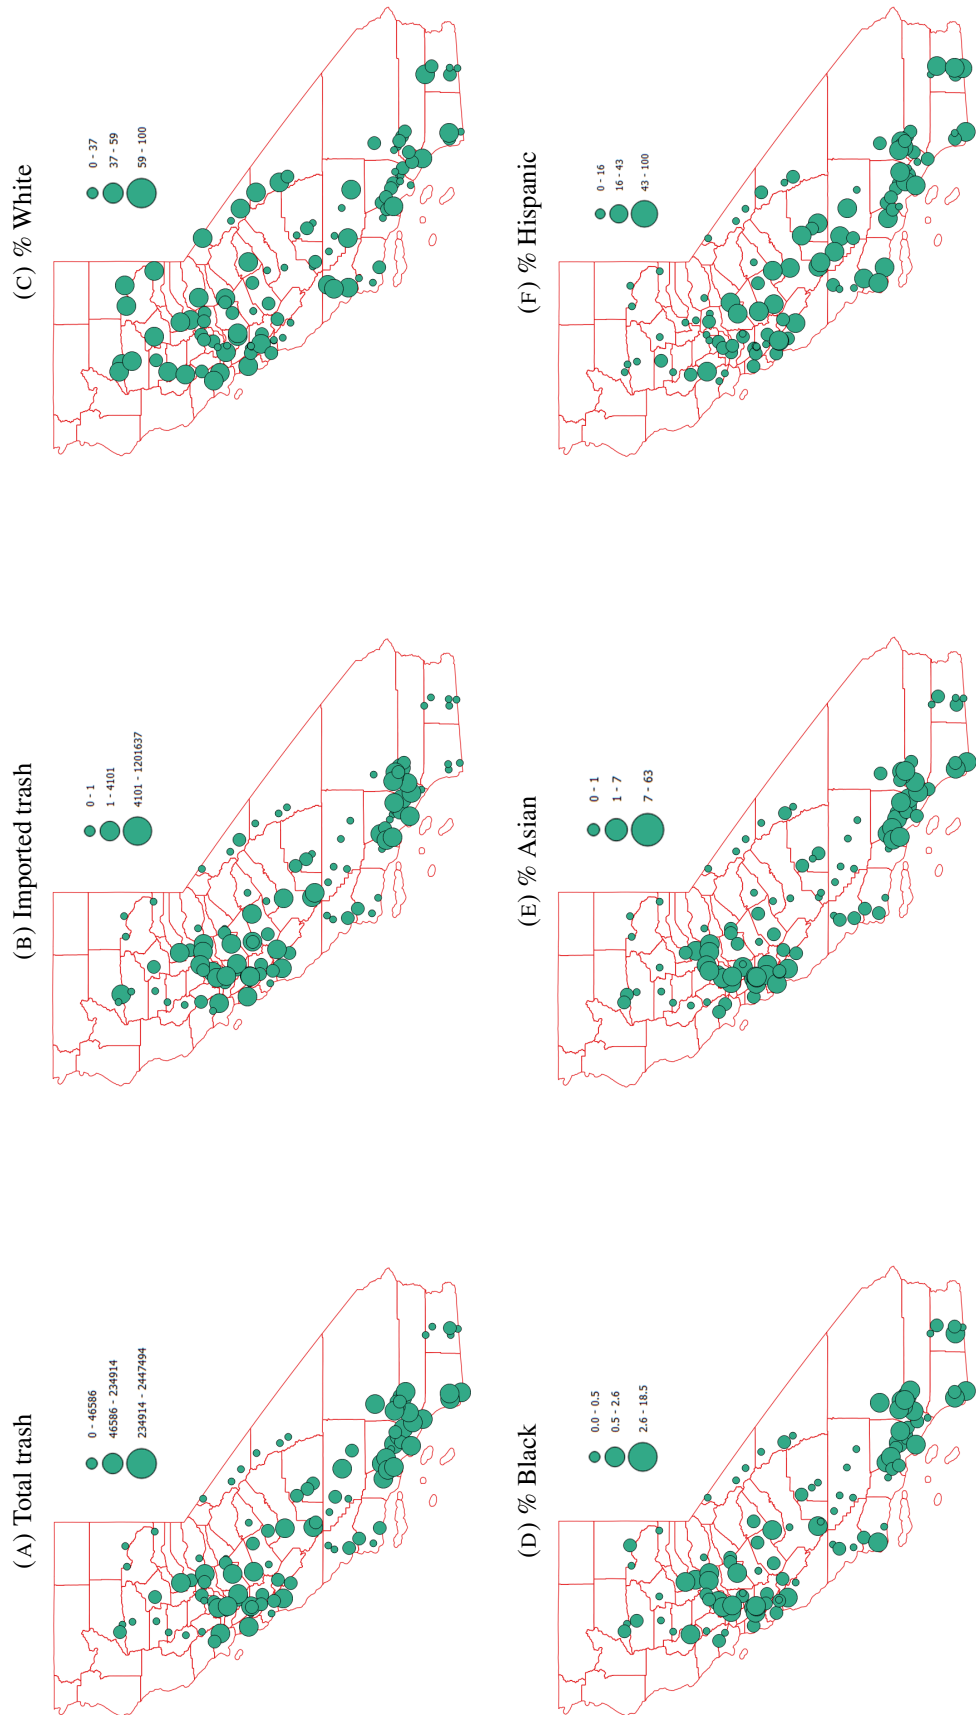 (A) Total trash
0 - 46586
46586 - 234914
234914 - 2447494
(B) Imported trash
0 - 1
1 - 4101
4101 - 1201637
(C) % White
0 - 37
37 - 59
59 - 100
(D) % Black
0.0 - 0.5
0.5 - 2.6
2.6 - 18.5
(E) % Asian
0 - 1
1 - 7
7 - 63
(F) % Hispanic
0 - 16
16 - 43
43 - 100